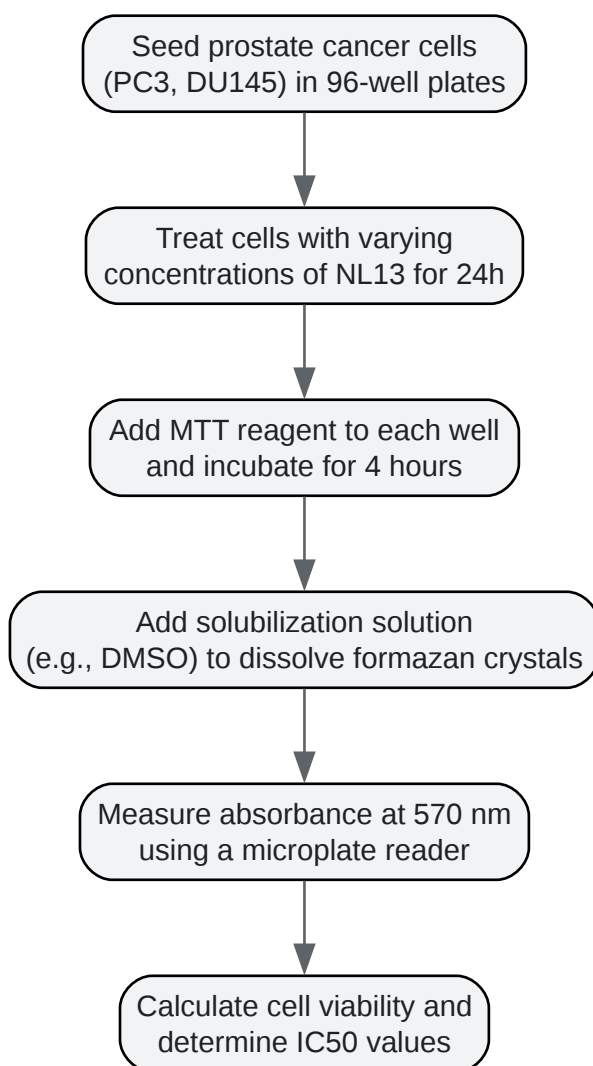 Seed prostate cancer cells
(PC3, DU145) in 96-well plates
Treat cells with varying
concentrations of NL13 for 24h
Add MTT reagent to each well
and incubate for 4 hours
Add solubilization solution
(e.g., DMSO) to dissolve formazan crystals
Measure absorbance at 570 nm
using a microplate reader
Calculate cell viability and
determine IC50 values